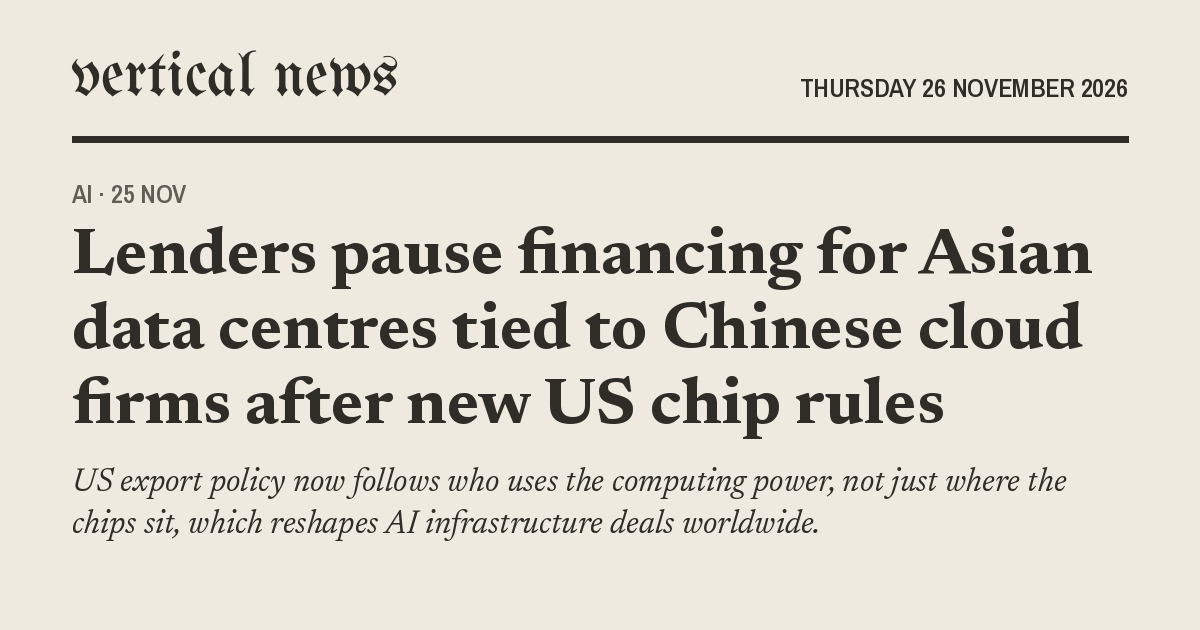 vertical news
THURSDAY 26 NOVEMBER 2026
AI · 25 NOV
Lenders pause financing for Asian
data centres tied to Chinese cloud
firms after new US chip rules
US export policy now follows who uses the computing power, not just where the
chips sit, which reshapes AI infrastructure deals worldwide.